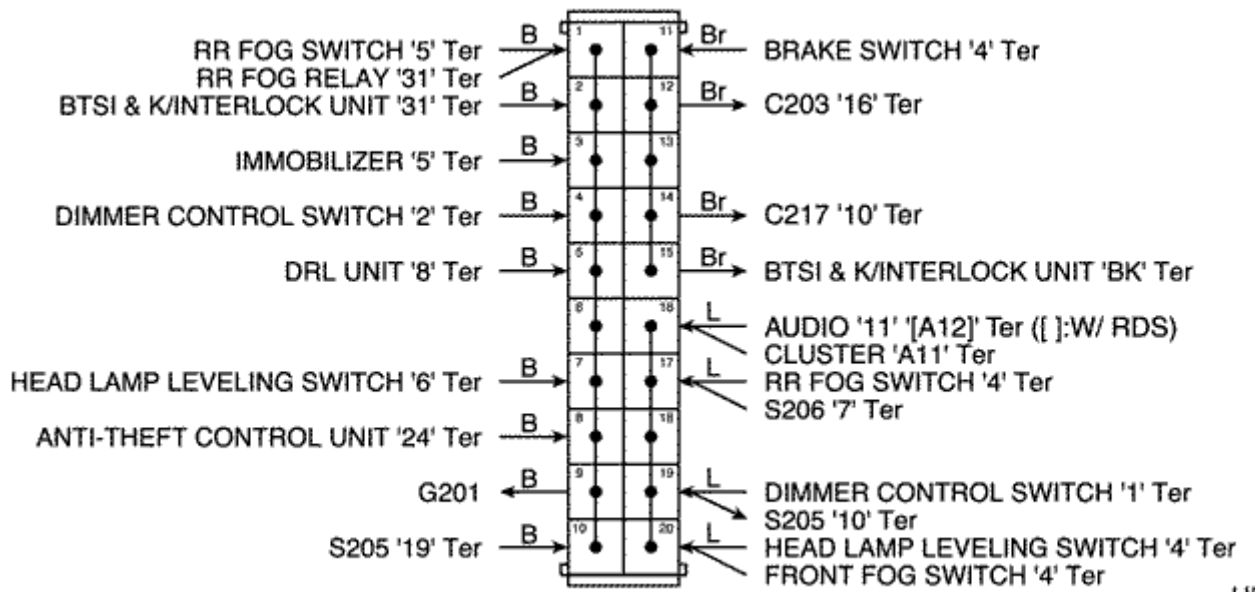 RR FOG SWITCH '5' Ter B 1 11 Br BRAKE SWITCH '4' Ter
RR FOG RELAY '31' Ter
BTSI & K/INTERLOCK UNIT '31' Ter B 2 12 Br C203 '16' Ter
IMMOBILIZER '5' Ter B 3 13
DIMMER CONTROL SWITCH '2' Ter B 4 14 Br C217 '10' Ter
DRL UNIT '8' Ter B 5 15 Br BTSI & K/INTERLOCK UNIT 'BK' Ter
6 16 L AUDIO '11' '[A12]' Ter ([ ]:W/ RDS)
CLUSTER 'A11' Ter
HEAD LAMP LEVELING SWITCH '6' Ter B 7 17 L RR FOG SWITCH '4' Ter
S206 '7' Ter
ANTI-THEFT CONTROL UNIT '24' Ter B 8 18
G201 B 9 19 L DIMMER CONTROL SWITCH '1' Ter
S205 '10' Ter
S205 '19' Ter B 10 20 L HEAD LAMP LEVELING SWITCH '4' Ter
FRONT FOG SWITCH '4' Ter